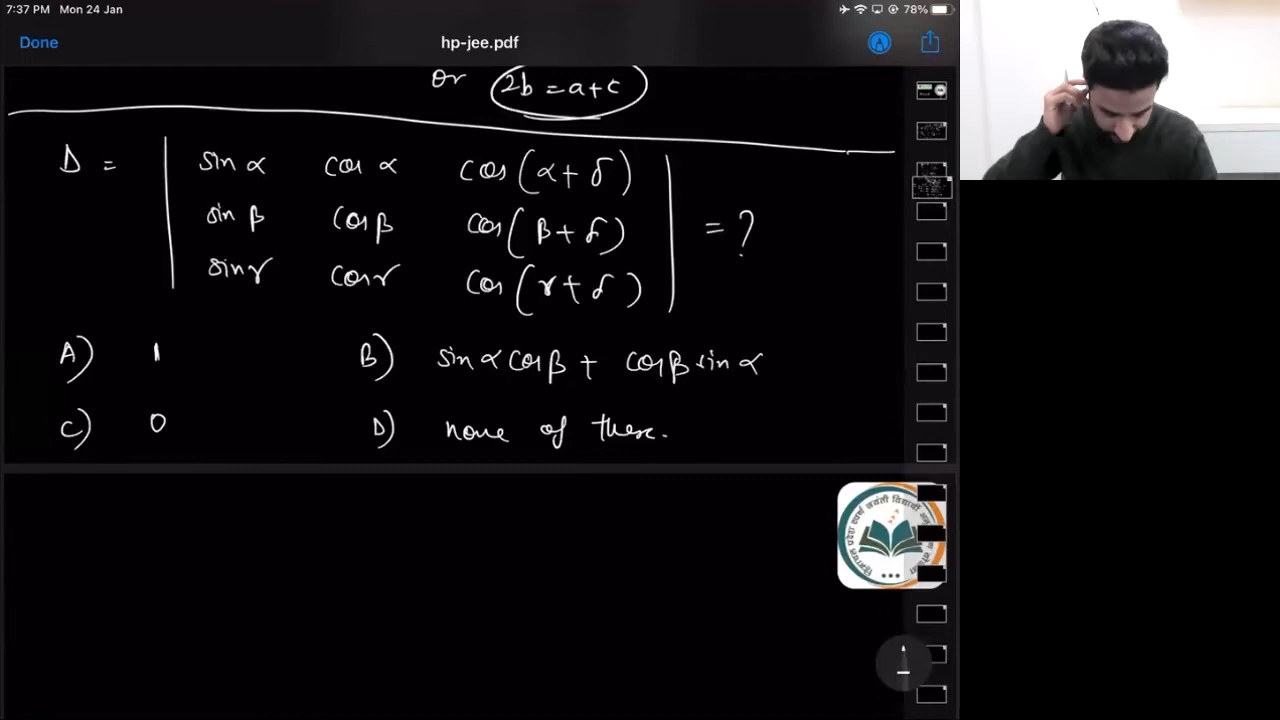 7:37 PM Mon 24 Jan
78%
Done
hp-jee.pdf
or 2b = a + c
Δ = | sin α cos α cos (α + δ) |
| sin β cos β cos (β + δ) | = ?
| sin γ cos γ cos (γ + δ) |
A) 1 B) sin α cos β + cos β sin α
C) 0 D) none of these.